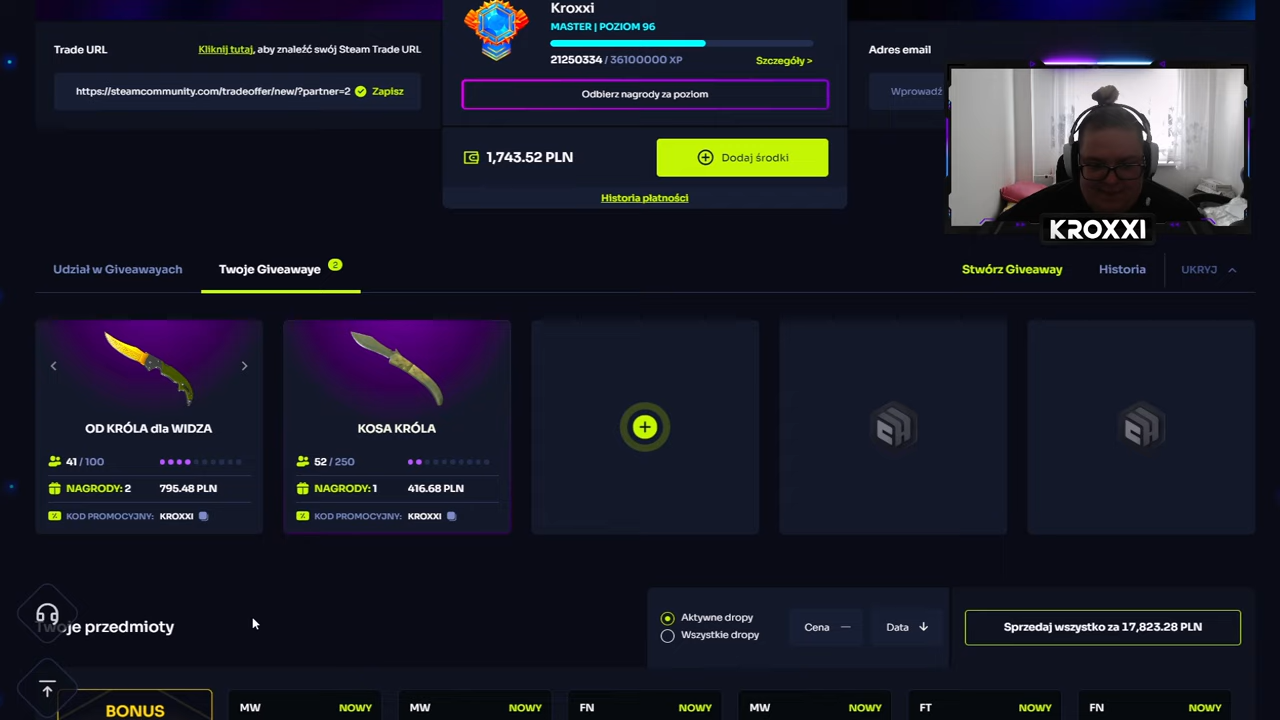 Kroxxi
MASTER | POZIOM 96
Trade URL
Kliknij tutaj, aby znaleźć swój Steam Trade URL
21250334 / 36100000 XP
Szczegóły >
Adres email
https://steamcommunity.com/tradeoffer/new/?partner=2
Zapisz
Odbierz nagrody za poziom
Wprowadź
1,743.52 PLN
Dodaj środki
Historia płatności
KROXXI
Udział w Giveawayach
Twoje Giveawaye 2
Stwórz Giveaway
Historia
UKRYJ
OD KRÓLA dla WIDZA
41 / 100
NAGRODY: 2
795.48 PLN
KOD PROMOCYJNY: KROXXI
KOSA KRÓLA
52 / 250
NAGRODY: 1
416.68 PLN
KOD PROMOCYJNY: KROXXI
Twoje przedmioty
Aktywne dropy
Wszystkie dropy
Cena
Data
Sprzedaj wszystko za 17,823.28 PLN
BONUS
MW NOWY
MW NOWY
FN NOWY
MW NOWY
FT NOWY
FN NOWY